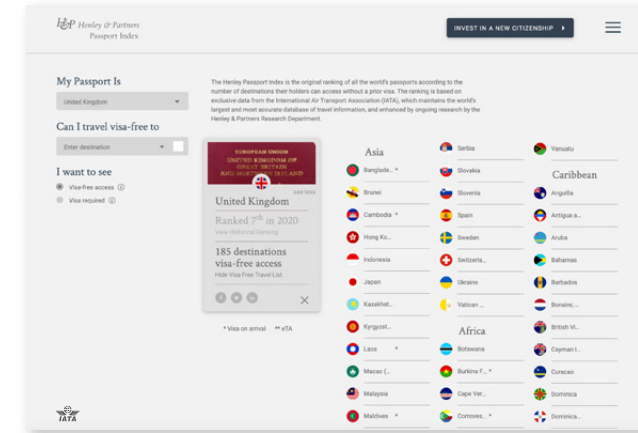 Henley & Partners
Passport Index
INVEST IN A NEW CITIZENSHIP
My Passport Is
United Kingdom
Can I travel visa-free to
Enter destination
I want to see
Visa-free access
Visa required
The Henley Passport Index is the original ranking of all the world's passports according to the
number of destinations their holders can access without a prior visa. The ranking is based on
exclusive data from the International Air Transport Association (IATA), which maintains the world's
largest and most accurate database of travel information, and enhanced by ongoing research by the
Henley & Partners Research Department.
EUROPEAN UNION
UNITED KINGDOM OF
GREAT BRITAIN
AND NORTHERN IRELAND
see less
United Kingdom
Ranked 7th in 2020
View Historical Ranking
185 destinations
visa-free access
Hide Visa Free Travel List
* Visa on arrival ** eTA
Asia
Banglade... *
Brunei
Cambodia *
Hong Ko...
Indonesia
Japan
Kazakhst...
Kyrgyzst...
Laos *
Macao (...
Malaysia
Maldives *
Serbia
Slovakia
Slovenia
Spain
Sweden
Switzerla...
Ukraine
Vatican ...
Africa
Botswana
Burkina F... *
Cape Ver...
Comores... *
Vanuatu
Caribbean
Anguilla
Antigua a...
Aruba
Bahamas
Barbados
Bonaire; ...
British Vi...
Cayman I...
Curacao
Dominica
Dominica...
IATA